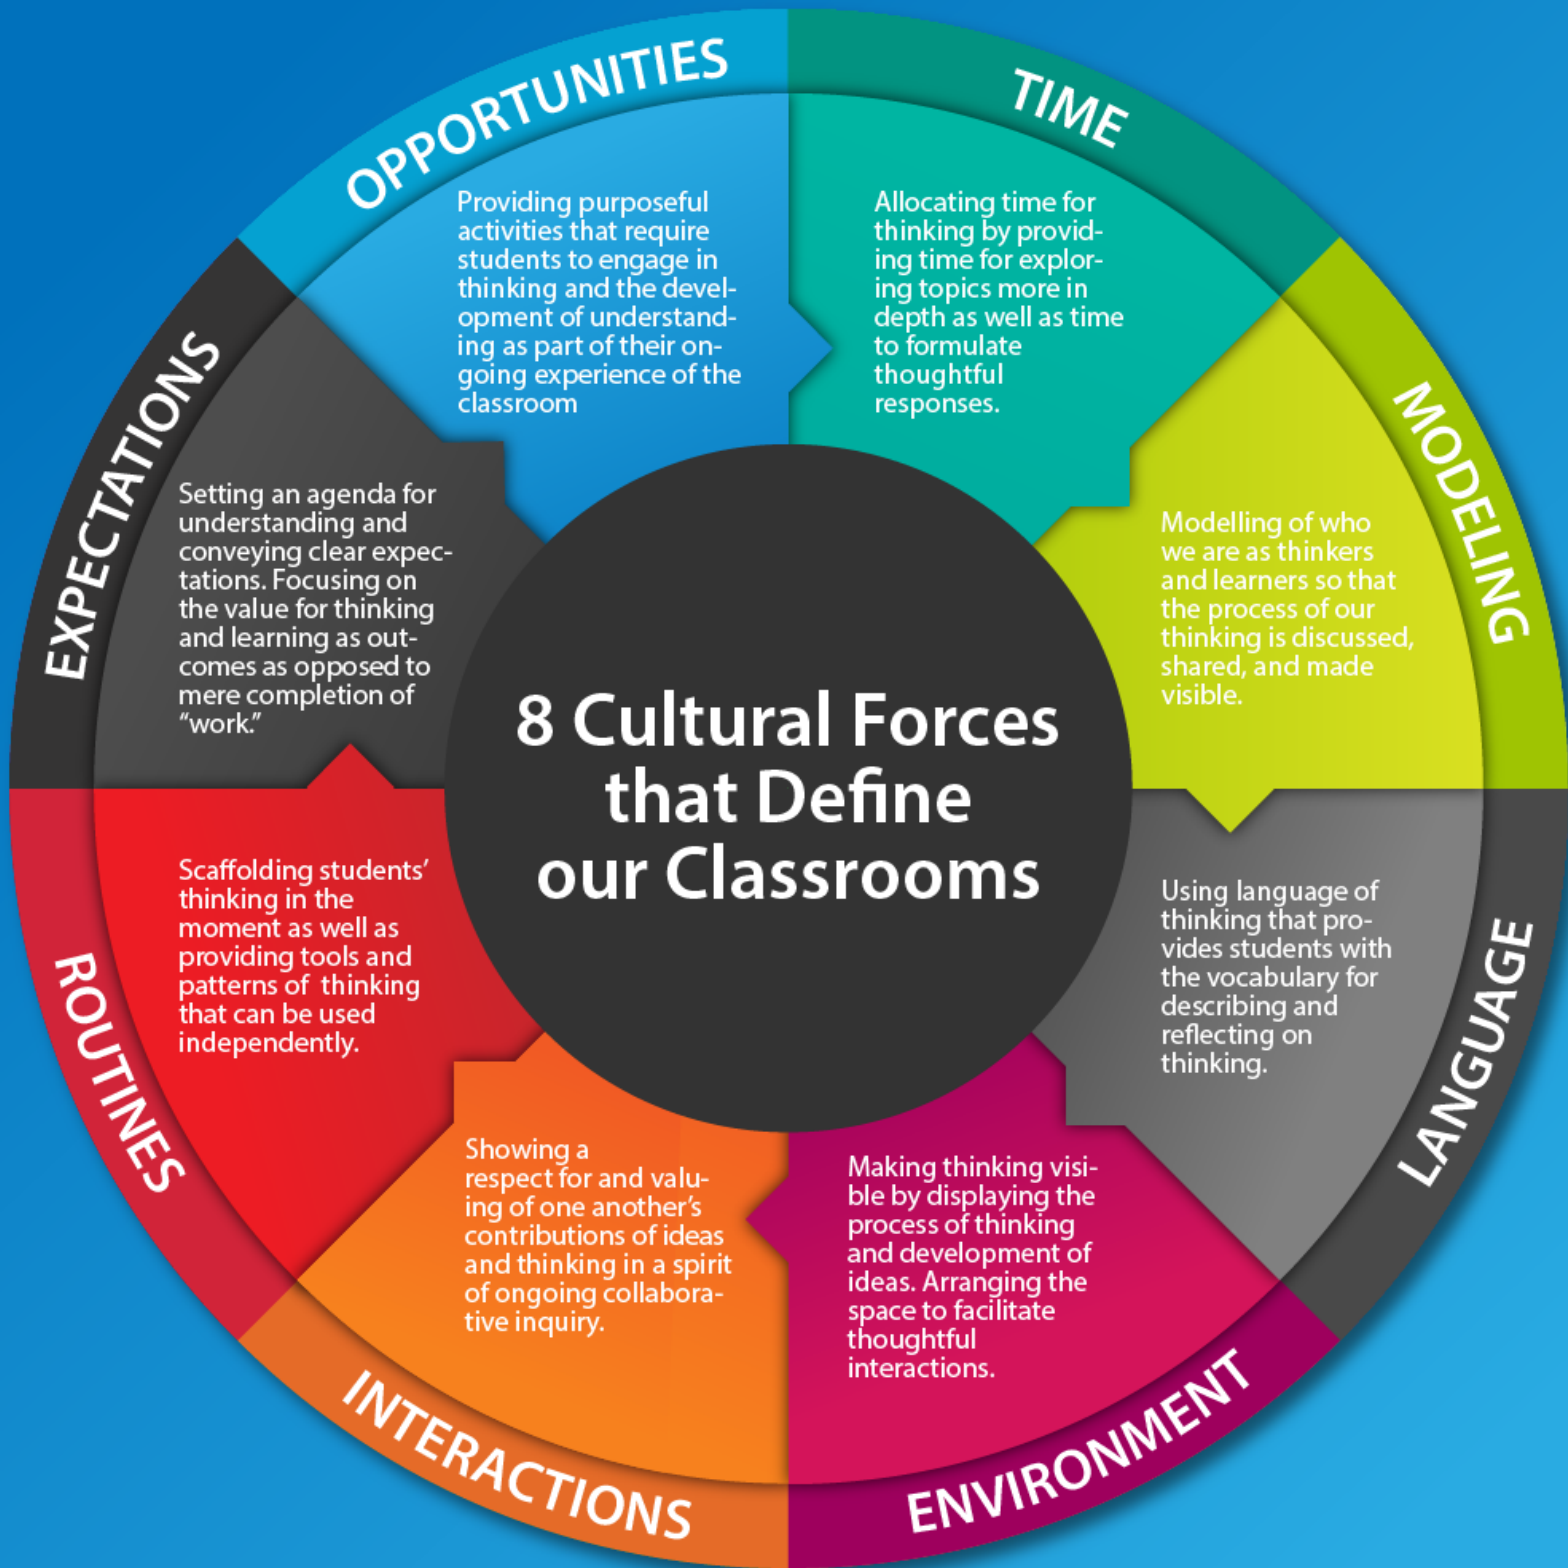 8 Cultural Forces
that Define
our Classrooms
OPPORTUNITIES
Providing purposeful
activities that require
students to engage in
thinking and the devel-
opment of understand-
ing as part of their on-
going experience of the
classroom
TIME
Allocating time for
thinking by provid-
ing time for explor-
ing topics more in
depth as well as time
to formulate
thoughtful
responses.
MODELING
Modelling of who
we are as thinkers
and learners so that
the process of our
thinking is discussed,
shared, and made
visible.
LANGUAGE
Using language of
thinking that pro-
vides students with
the vocabulary for
describing and
reflecting on
thinking.
ENVIRONMENT
Making thinking visi-
ble by displaying the
process of thinking
and development of
ideas. Arranging the
space to facilitate
thoughtful
interactions.
INTERACTIONS
Showing a
respect for and valu-
ing of one another’s
contributions of ideas
and thinking in a spirit
of ongoing collabora-
tive inquiry.
ROUTINES
Scaffolding students’
thinking in the
moment as well as
providing tools and
patterns of thinking
that can be used
independently.
EXPECTATIONS
Setting an agenda for
understanding and
conveying clear expec-
tations. Focusing on
the value for thinking
and learning as out-
comes as opposed to
mere completion of
“work.”